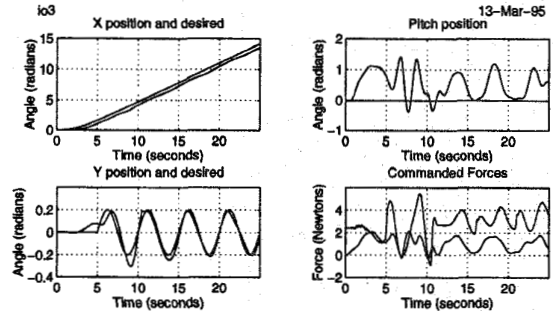 io3
13-Mar-95
X position and desired
Angle (radians)
15
10
5
0
0 5 10 15 20
Time (seconds)
Pitch position
Angle (radians)
2
1
0
-1
0 5 10 15 20
Time (seconds)
Y position and desired
Angle (radians)
0.2
0
-0.2
-0.4
0 5 10 15 20
Time (seconds)
Commanded Forces
Force (Newtons)
4
2
0
0 5 10 15 20
Time (seconds)